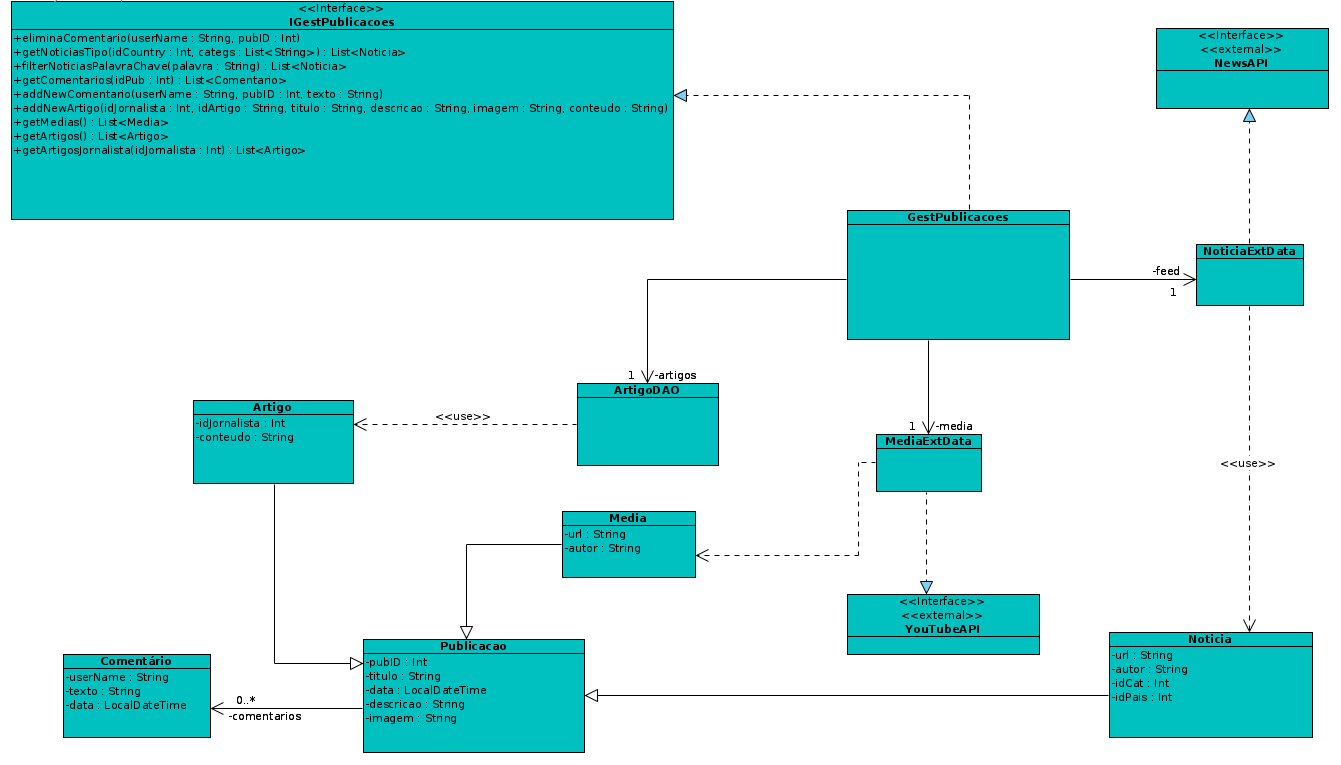 <<Interface>>
IGestPublicacoes
+eliminaComentario(userName : String, pubID : Int)
+getNoticiasTipo(idCountry : Int, categs : List<String>) : List<Noticia>
+filterNoticiasPalavraChave(palavra : String) : List<Noticia>
+getComentarios(idPub : Int) : List<Comentario>
+addNewComentario(userName : String, pubID : Int, texto : String)
+addNewArtigo(idJornalista : Int, idArtigo : String, titulo : String, descricao : String, imagem : String, conteudo : String)
+getMedias() : List<Media>
+getArtigos() : List<Artigo>
+getArtigosJornalista(idJornalista : Int) : List<Artigo>
<<Interface>>
<<external>>
NewsAPI
GestPublicacoes
NoticiaExtData
-feed
1
1
-artigos
ArtigoDAO
<<use>>
Artigo
-idJornalista : Int
-conteudo : String
1
-media
MediaExtData
<<use>>
Media
-url : String
-autor : String
<<Interface>>
<<external>>
YouTubeAPI
Publicacao
-pubID : Int
-titulo : String
-data : LocalDateTime
-descricao : String
-imagem : String
Noticia
-url : String
-autor : String
-idCat : Int
-idPais : Int
Comentário
-userName : String
-texto : String
-data : LocalDateTime
0..*
-comentarios